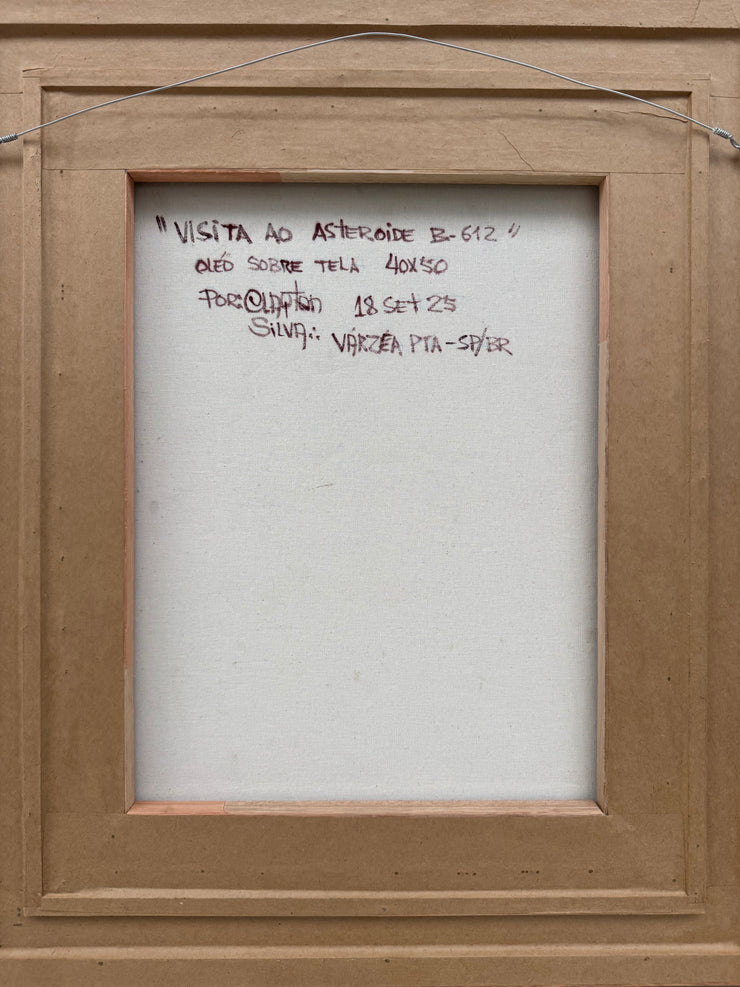 "VISITA AO ASTEROIDE B-612"
OLEO SOBRE TELA 40X50
POR: Clayton 18 SET 25
SILVA∴ VÁRZEA PTA-SP/BR